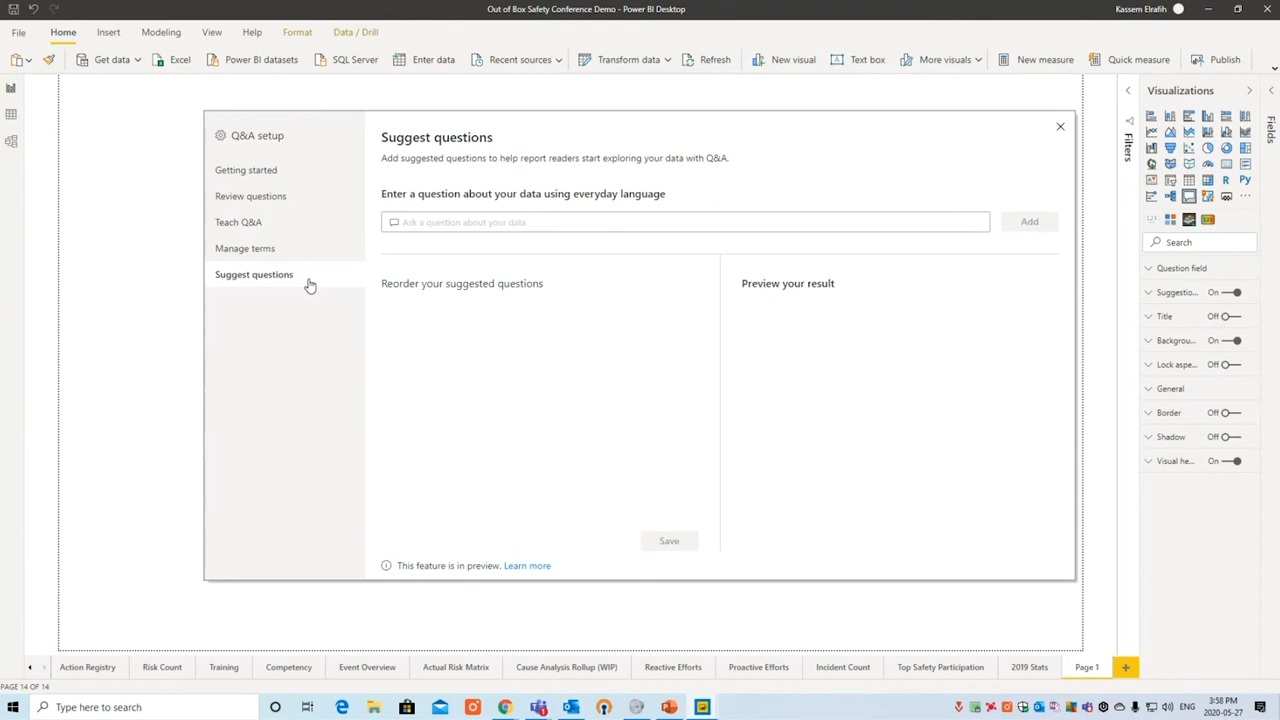 Out of Box Safety Conference Demo - Power BI Desktop
Kassem Elrafih
File Home Insert Modeling View Help Format Data / Drill
Get data Excel Power BI datasets SQL Server Enter data Recent sources Transform data Refresh New visual Text box More visuals New measure Quick measure Publish
Q&A setup
Getting started
Review questions
Teach Q&A
Manage terms
Suggest questions
Suggest questions
Add suggested questions to help report readers start exploring your data with Q&A.
Enter a question about your data using everyday language
Ask a question about your data
Add
Reorder your suggested questions
Preview your result
Save
This feature is in preview. Learn more
Filters
Visualizations
R Py
123
Search
Question field
Suggestio... On
Title Off
Backgrou... On
Lock aspe... Off
General
Border Off
Shadow Off
Visual he... On
Fields
Action Registry Risk Count Training Competency Event Overview Actual Risk Matrix Cause Analysis Rollup (WIP) Reactive Efforts Proactive Efforts Incident Count Top Safety Participation 2019 Stats Page 1
PAGE 14 OF 14
Type here to search
ENG
3:58 PM
2020-05-27